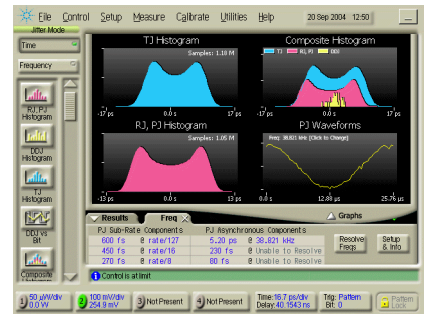 File Control Setup Measure Calibrate Utilities Help 20 Sep 2004 12:50
Jitter Mode
Time
Frequency
RJ, PJ
Histogram
DDJ
Histogram
TJ
Histogram
DDJ vs
Bit
Composite
Histogram
TJ Histogram
Samples: 1.10 M
-17 ps 0.0 s 17 ps
Composite Histogram
TJ RJ, PJ DDJ
-17 ps 0.0 s 17 ps
RJ, PJ Histogram
Samples: 1.05 M
-17 ps 0.0 s 17 ps
PJ Waveforms
Freq: 38.821 kHz (Click to Change)
0.0 s 12.88 µs 25.76 µs
Results Freq Graphs
PJ Sub-Rate Components PJ Asynchronous Components
600 fs @ rate/127 5.20 ps @ 38.821 kHz
450 fs @ rate/16 230 fs @ Unable to Resolve
270 fs @ rate/8 80 fs @ Unable to Resolve
Resolve
Freqs
Setup
& Info
Control is at limit
1) 50 µW/div
0.0 W
2) 100 mV/div
254.9 mV
3) Not Present
4) Not Present
Time:16.7 ps/div
Delay:40.1543 ns
Trig: Pattern
Bit: 0
Pattern
Lock